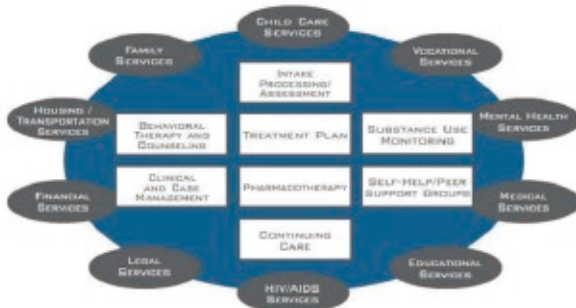 CHILD CARE
SERVICES
FAMILY
SERVICES
VOCATIONAL
SERVICES
INTAKE
PROCESSING/
ASSESSMENT
HOUSING /
TRANSPORTATION
SERVICES
MENTAL HEALTH
SERVICES
BEHAVIORAL
THERAPY AND
COUNSELING
TREATMENT PLAN
SUBSTANCE USE
MONITORING
CLINICAL
AND CASE
MANAGEMENT
PHARMACOTHERAPY
SELF-HELP/PEER
SUPPORT GROUPS
FINANCIAL
SERVICES
MEDICAL
SERVICES
CONTINUING
CARE
LEGAL
SERVICES
EDUCATIONAL
SERVICES
HIV/AIDS
SERVICES